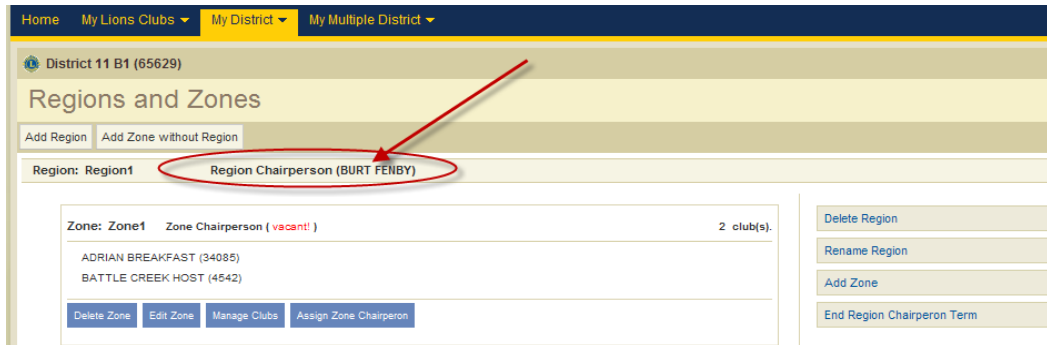 Home My Lions Clubs My District My Multiple District
District 11 B1 (65629)
Regions and Zones
Add Region Add Zone without Region
Region: Region1 Region Chairperson (BURT FENBY)
Zone: Zone1 Zone Chairperson ( vacant! ) 2 club(s).
ADRIAN BREAKFAST (34085)
BATTLE CREEK HOST (4542)
Delete Zone Edit Zone Manage Clubs Assign Zone Chairperon
Delete Region
Rename Region
Add Zone
End Region Chairperon Term